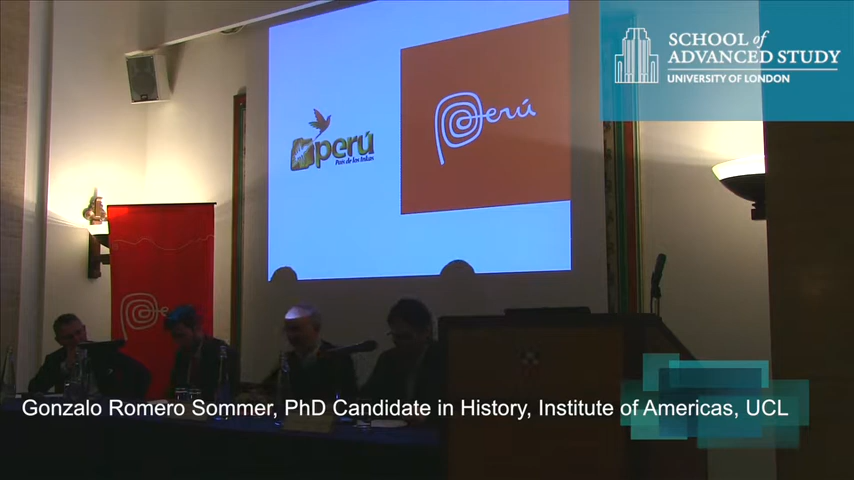 SCHOOL of
ADVANCED STUDY
UNIVERSITY OF LONDON
perú
País de los Inkas
Perú
Gonzalo Romero Sommer, PhD Candidate in History, Institute of Americas, UCL